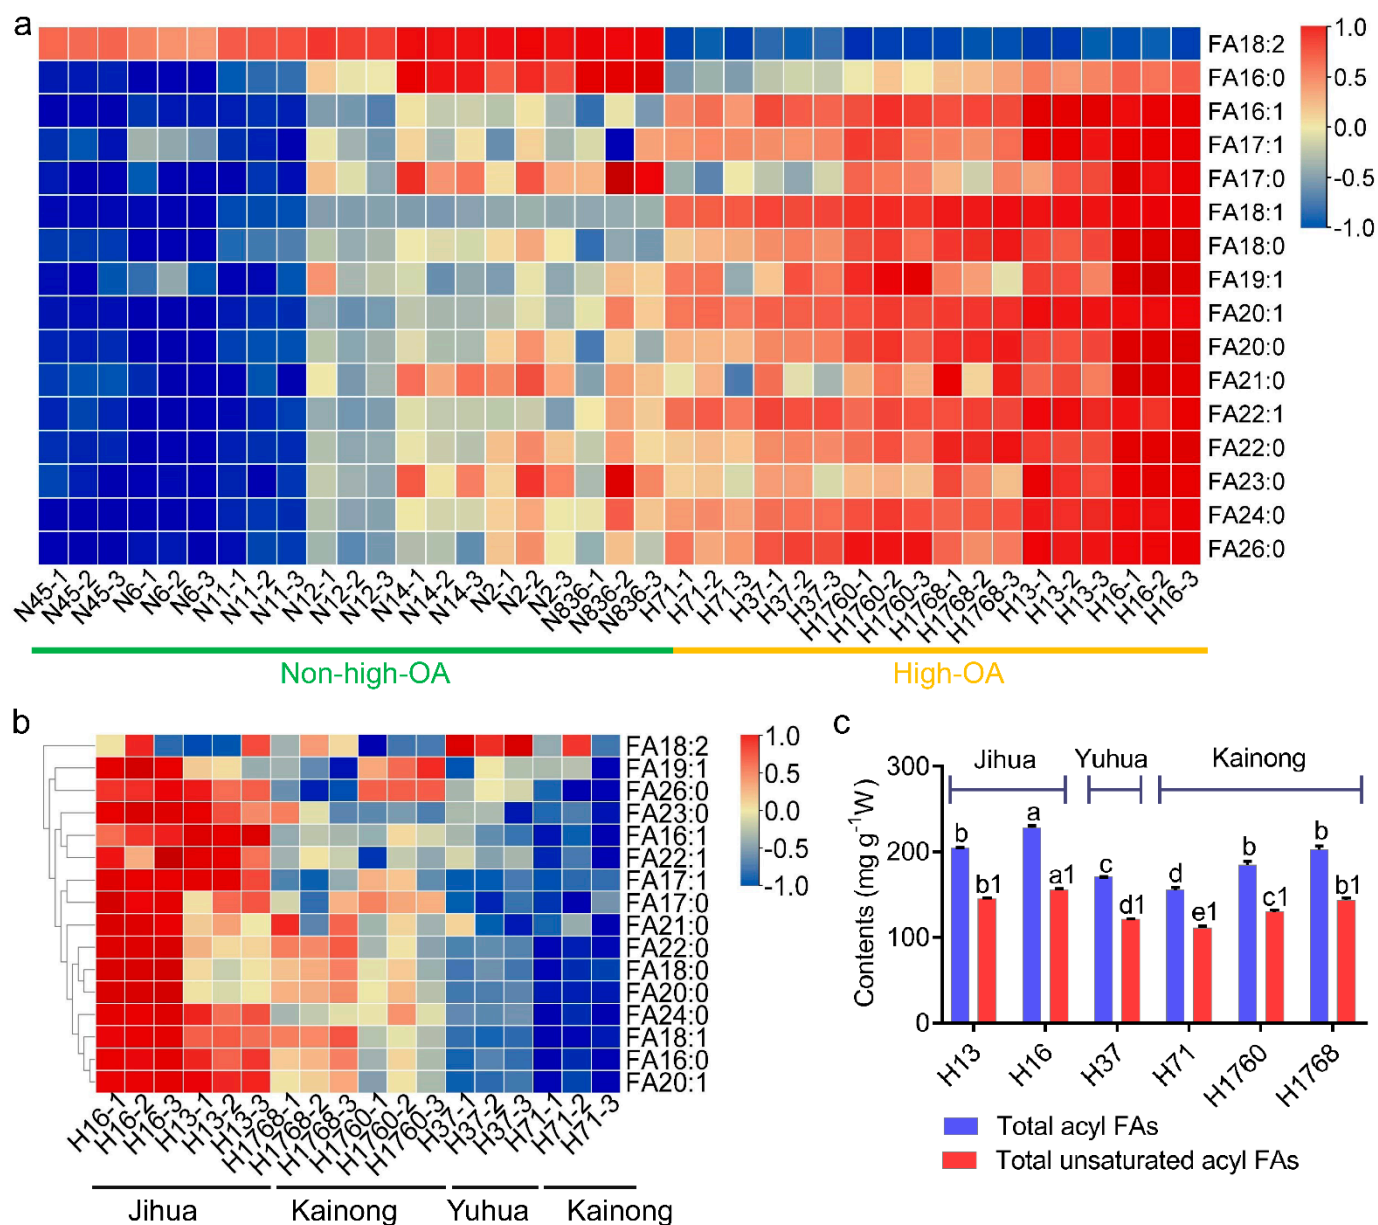 a
FA18:2
FA16:0
FA16:1
FA17:1
FA17:0
FA18:1
FA18:0
FA19:1
FA20:1
FA20:0
FA21:0
FA22:1
FA22:0
FA23:0
FA24:0
FA26:0
1.0
0.5
0.0
-0.5
-1.0
N45-1 N45-2 N45-3 N6-1 N6-2 N6-3 N11-1 N11-2 N11-3 N12-1 N12-2 N12-3 N14-1 N14-2 N14-3 N2-1 N2-2 N2-3 N836-1 N836-2 N836-3 H71-1 H71-2 H71-3 H37-1 H37-2 H37-3 H1760-1 H1760-2 H1760-3 H1768-1 H1768-2 H1768-3 H13-1 H13-2 H13-3 H16-1 H16-2 H16-3
Non-high-OA High-OA
b
FA18:2
FA19:1
FA26:0
FA23:0
FA16:1
FA22:1
FA17:1
FA17:0
FA21:0
FA22:0
FA18:0
FA20:0
FA24:0
FA18:1
FA16:0
FA20:1
1.0
0.5
0.0
-0.5
-1.0
H16-1 H16-2 H16-3 H13-1 H13-2 H13-3 H1768-1 H1768-2 H1768-3 H1760-1 H1760-2 H1760-3 H37-1 H37-2 H37-3 H71-1 H71-2 H71-3
Jihua Kainong Yuhua Kainong
c
Jihua Yuhua Kainong
Contents (mg g⁻¹W)
300
200
100
0
b b1 a a1 c d1 d e1 b c1 b b1
H13 H16 H37 H71 H1760 H1768
Total acyl FAs
Total unsaturated acyl FAs